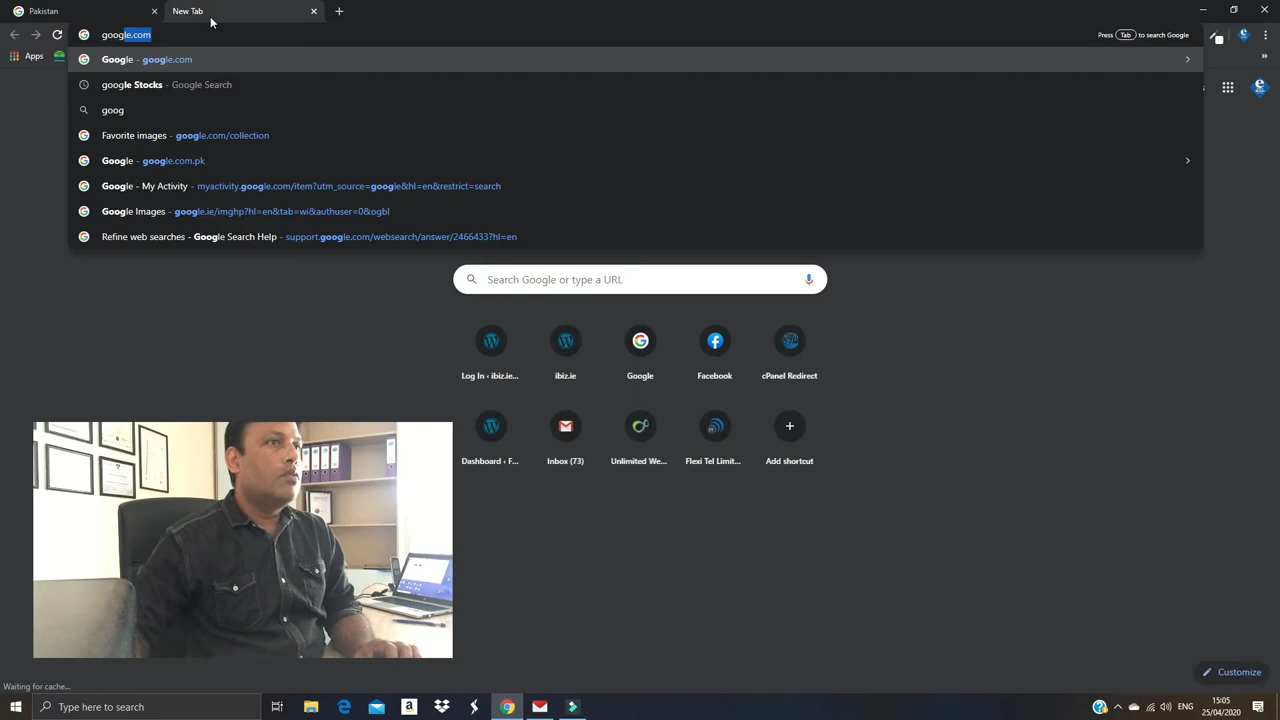 Pakistan
New Tab
google.com
Press Tab to search Google
Apps
Google - google.com
google Stocks - Google Search
goog
Favorite images - google.com/collection
Google - google.com.pk
Google - My Activity - myactivity.google.com/item?utm_source=google&hl=en&restrict=search
Google Images - google.ie/imghp?hl=en&tab=wi&authuser=0&ogbl
Refine web searches - Google Search Help - support.google.com/websearch/answer/2466433?hl=en
Search Google or type a URL
Log In ‹ ibiz.ie...
ibiz.ie
Google
Facebook
cPanel Redirect
Dashboard ‹ F...
Inbox (73)
Unlimited We...
Flexi Tel Limit...
Add shortcut
Customize
Waiting for cache...
Type here to search
ENG
15:05
25/04/2020